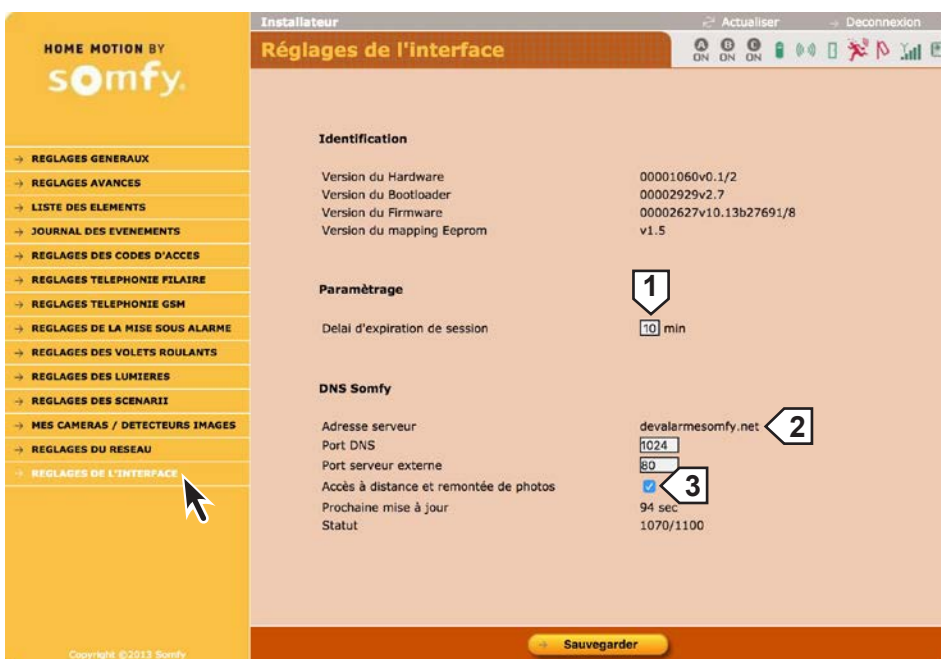 Installateur
Actualiser
Deconnexion
HOME MOTION BY
somfy.
Réglages de l'interface
A B C
ON ON ON
Identification
Version du Hardware 00001060v0.1/2
Version du Bootloader 00002929v2.7
Version du Firmware 00002627v10.13b27691/8
Version du mapping Eeprom v1.5
Paramètrage
1
Delai d'expiration de session 10 min
DNS Somfy
Adresse serveur devalarmesomfy.net 2
Port DNS 1024
Port serveur externe 80
Accès à distance et remontée de photos 3
Prochaine mise à jour 94 sec
Statut 1070/1100
REGLAGES GENERAUX
REGLAGES AVANCES
LISTE DES ELEMENTS
JOURNAL DES EVENEMENTS
REGLAGES DES CODES D'ACCES
REGLAGES TELEPHONIE FILAIRE
REGLAGES TELEPHONIE GSM
REGLAGES DE LA MISE SOUS ALARME
REGLAGES DES VOLETS ROULANTS
REGLAGES DES LUMIERES
REGLAGES DES SCENARII
MES CAMERAS / DETECTEURS IMAGES
REGLAGES DU RESEAU
REGLAGES DE L'INTERFACE
Sauvegarder
Copyright ©2013 Somfy